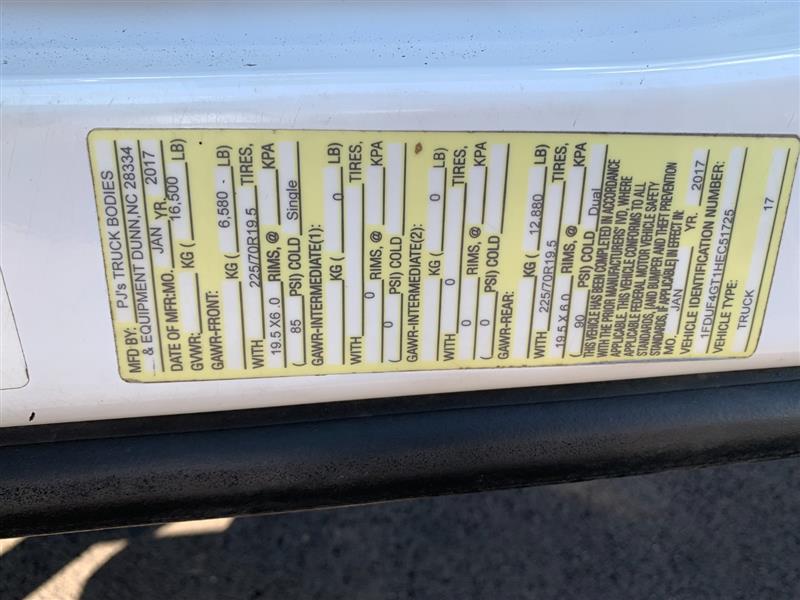 MFD BY: PJ's TRUCK BODIES
& EQUIPMENT DUNN,NC 28334
DATE OF MFR:MO. JAN YR. 2017
GVWR: KG ( 16,500 LB)
GAWR-FRONT:
KG ( 6,580 LB)
WITH 225/70R19.5 TIRES,
19.5X6.0 RIMS, @ KPA
( 85 PSI) COLD Single
GAWR-INTERMEDIATE(1):
KG ( 0 LB)
WITH TIRES,
0 RIMS, @ KPA
( 0 PSI) COLD
GAWR-INTERMEDIATE(2):
KG ( 0 LB)
WITH TIRES,
0 RIMS, @ KPA
( 0 PSI) COLD
GAWR-REAR:
KG ( 12,880 LB)
WITH 225/70R19.5 TIRES,
19.5 X 6.0 RIMS, @ KPA
( 90 PSI) COLD Dual
THIS VEHICLE HAS BEEN COMPLETED IN ACCORDANCE
WITH THE PRIOR MANUFACTURERS' IVD, WHERE
APPLICABLE. THIS VEHICLE CONFORMS TO ALL
APPLICABLE FEDERAL MOTOR VEHICLE SAFETY
STANDARDS, [AND BUMPER AND THEFT PREVENTION
STANDARDS, IF APPLICABLE] IN EFFECT IN:
MO. JAN YR. 2017
VEHICLE IDENTIFICATION NUMBER:
1FDUF4GT1HEC51725
VEHICLE TYPE:
TRUCK 17